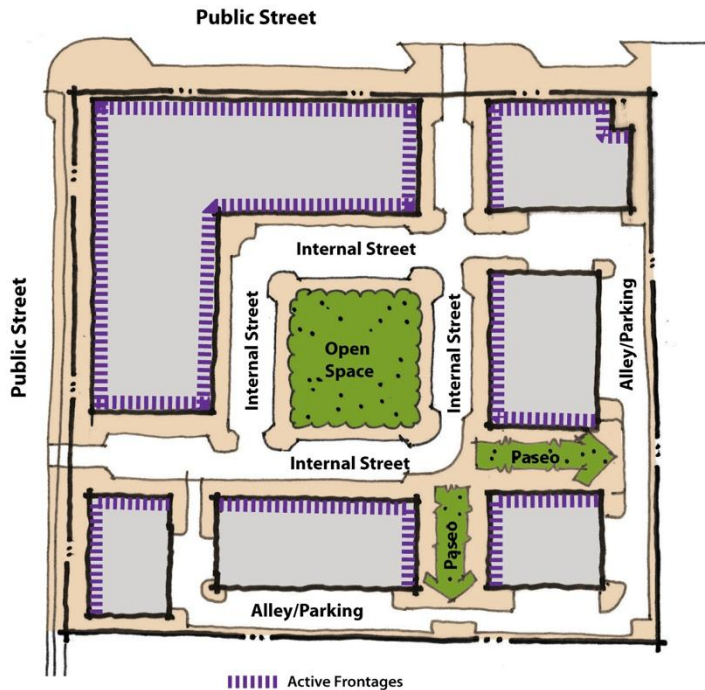 Public Street
Public Street
Internal Street
Internal Street
Open
Space
Internal Street
Alley/Parking
Internal Street
Paseo
Paseo
Alley/Parking
Active Frontages